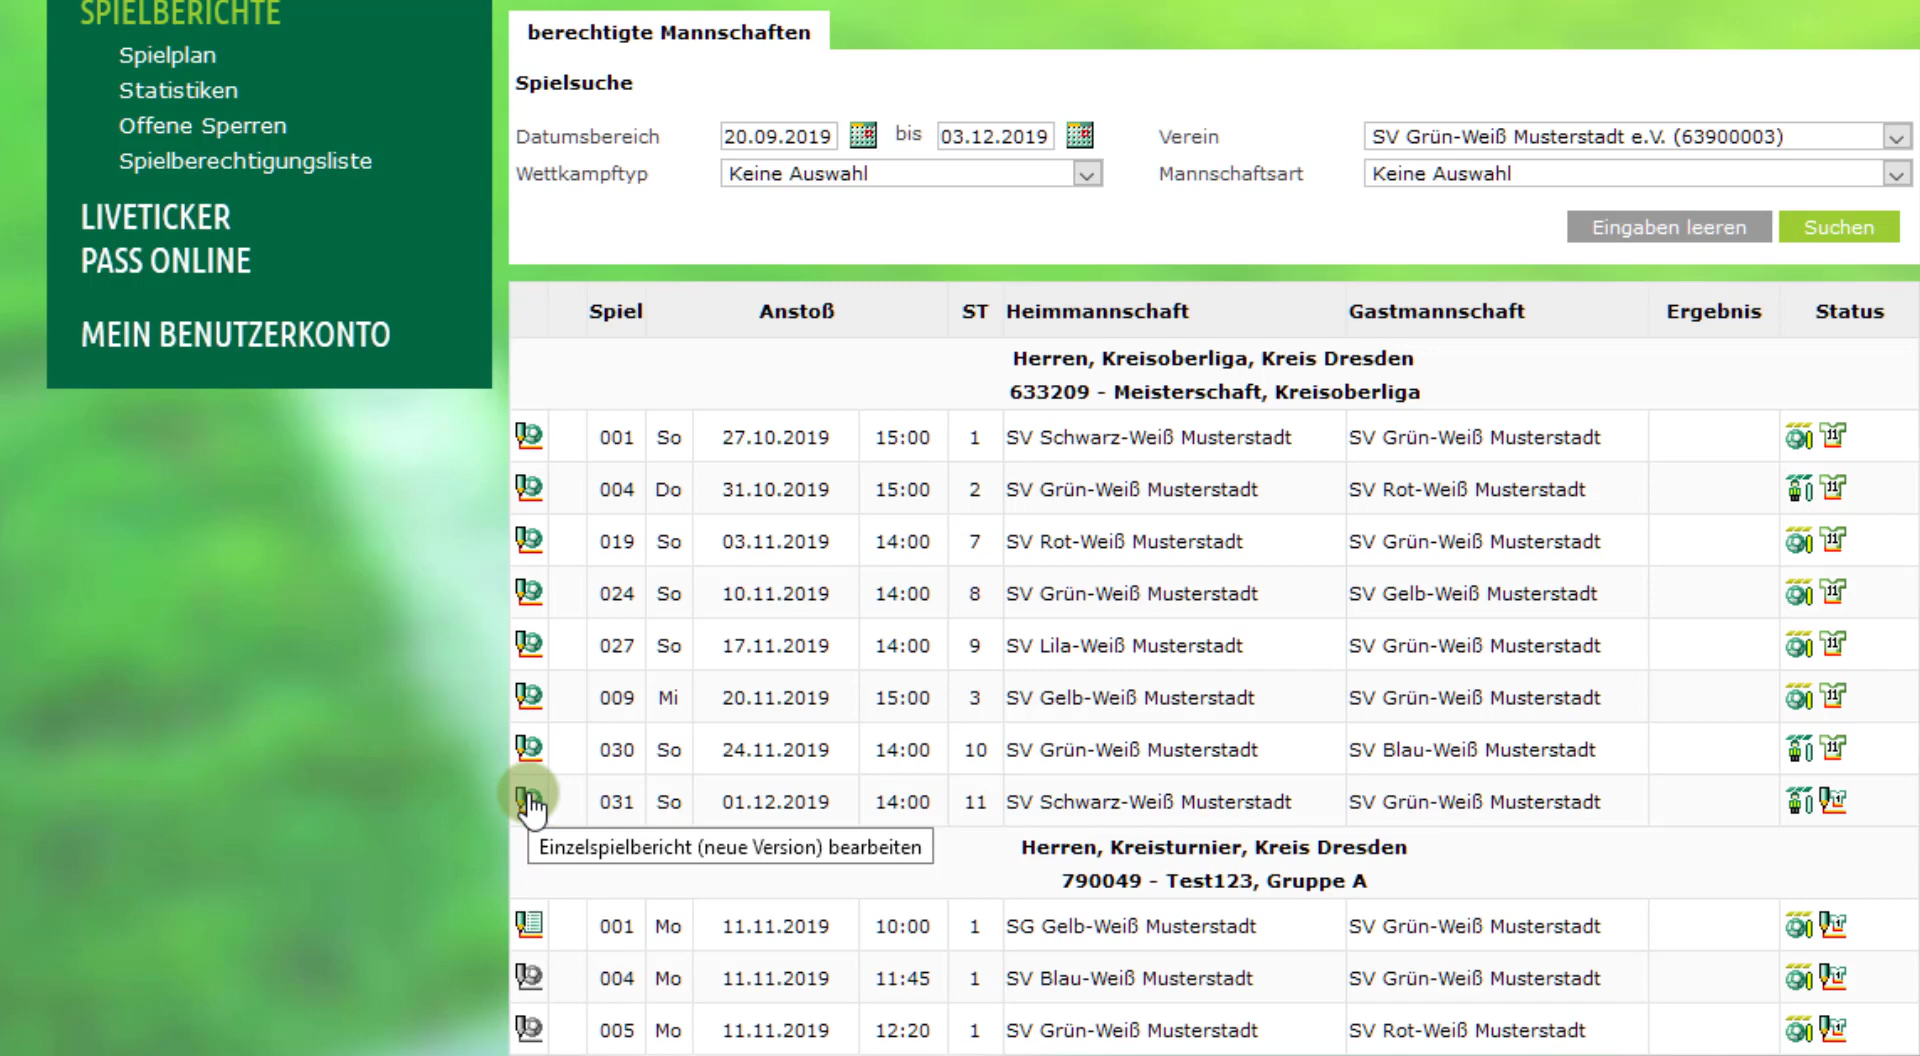 SPIELBERICHTE
Spielplan
Statistiken
Offene Sperren
Spielberechtigungsliste
LIVETICKER
PASS ONLINE
MEIN BENUTZERKONTO
berechtigte Mannschaften
Spielsuche
Datumsbereich 20.09.2019 bis 03.12.2019 Verein SV Grün-Weiß Musterstadt e.V. (63900003)
Wettkampftyp Keine Auswahl Mannschaftsart Keine Auswahl
Eingaben leeren Suchen
Spiel Anstoß ST Heimmannschaft Gastmannschaft Ergebnis Status
Herren, Kreisoberliga, Kreis Dresden
633209 - Meisterschaft, Kreisoberliga
001 So 27.10.2019 15:00 1 SV Schwarz-Weiß Musterstadt SV Grün-Weiß Musterstadt
004 Do 31.10.2019 15:00 2 SV Grün-Weiß Musterstadt SV Rot-Weiß Musterstadt
019 So 03.11.2019 14:00 7 SV Rot-Weiß Musterstadt SV Grün-Weiß Musterstadt
024 So 10.11.2019 14:00 8 SV Grün-Weiß Musterstadt SV Gelb-Weiß Musterstadt
027 So 17.11.2019 14:00 9 SV Lila-Weiß Musterstadt SV Grün-Weiß Musterstadt
009 Mi 20.11.2019 15:00 3 SV Gelb-Weiß Musterstadt SV Grün-Weiß Musterstadt
030 So 24.11.2019 14:00 10 SV Grün-Weiß Musterstadt SV Blau-Weiß Musterstadt
031 So 01.12.2019 14:00 11 SV Schwarz-Weiß Musterstadt SV Grün-Weiß Musterstadt
Einzelspielbericht (neue Version) bearbeiten
Herren, Kreisturnier, Kreis Dresden
790049 - Test123, Gruppe A
001 Mo 11.11.2019 10:00 1 SG Gelb-Weiß Musterstadt SV Grün-Weiß Musterstadt
004 Mo 11.11.2019 11:45 1 SV Blau-Weiß Musterstadt SV Grün-Weiß Musterstadt
005 Mo 11.11.2019 12:20 1 SV Grün-Weiß Musterstadt SV Rot-Weiß Musterstadt